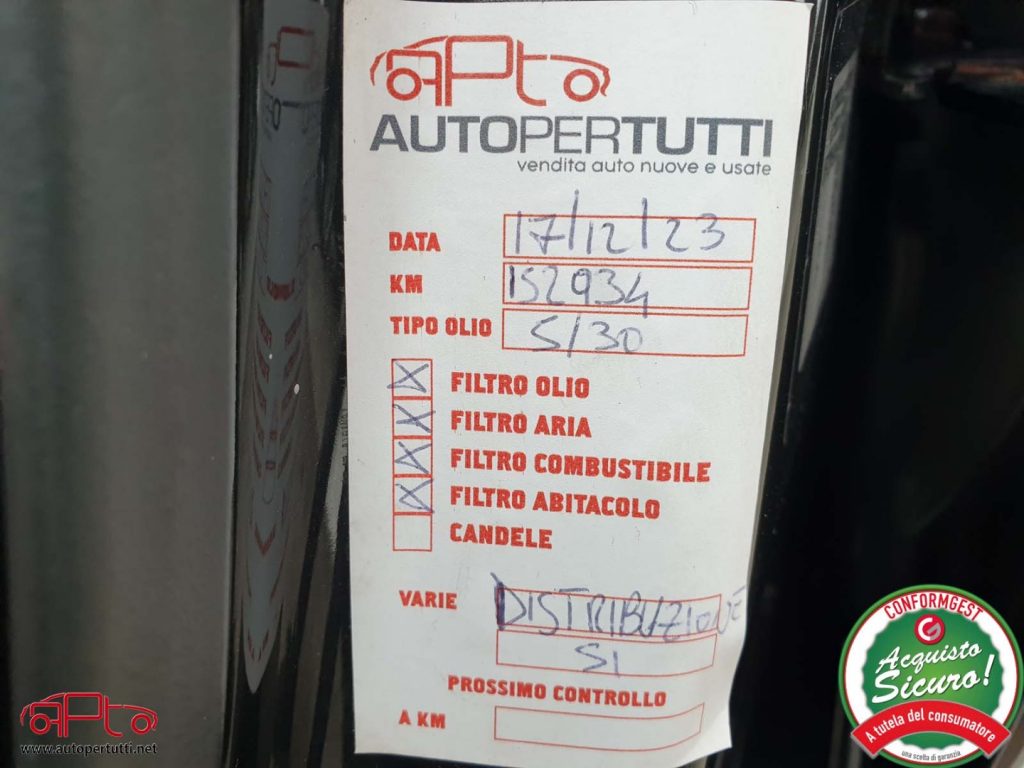 APto
AUTOPERTUTTI
vendita auto nuove e usate
DATA 17/12/23
KM 152934
TIPO OLIO 5/30
X FILTRO OLIO
X FILTRO ARIA
X FILTRO COMBUSTIBILE
X FILTRO ABITACOLO
CANDELE
VARIE DISTRIBUZIONE
SI
PROSSIMO CONTROLLO
A KM
APto
www.autopertutti.net
CONFORMGEST
Acquisto
Sicuro!
A tutela del consumatore
una scelta di garanzia